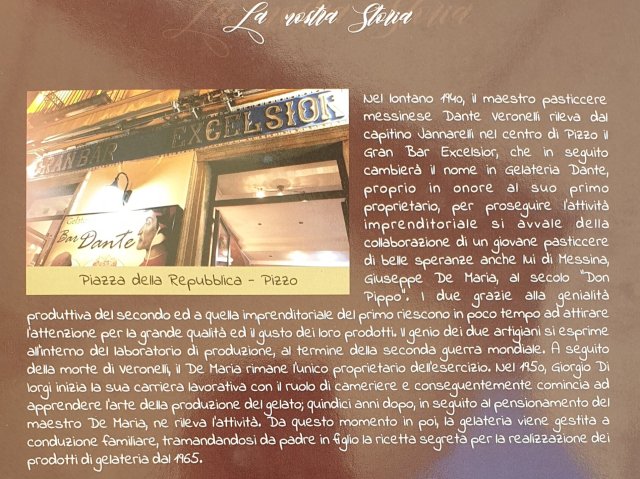 La nostra Storia
GRAN BAR EXCELSIOR
Gelat.
Bar
Dante
Piazza della Repubblica - Pizzo
Nel lontano 1940, il maestro pasticcere
messinese Dante Veronelli rileva dal
capitino Jannarelli nel centro di Pizzo il
Gran Bar Excelsior, che in seguito
cambierà il nome in Gelateria Dante,
proprio in onore al suo primo
proprietario, per proseguire l'attività
imprenditoriale si avvale della
collaborazione di un giovane pasticcere
di belle speranze anche lui di Messina,
Giuseppe De Maria, al secolo "Don
Pippo". I due grazie alla genialità
produttiva del secondo ed a quella imprenditoriale del primo riescono in poco tempo ad attirare
l'attenzione per la grande qualità ed il gusto dei loro prodotti. Il genio dei due artigiani si esprime
all'interno del laboratorio di produzione, al termine della seconda guerra mondiale. A seguito
della morte di Veronelli, il De Maria rimane l'unico proprietario dell'esercizio. Nel 1950, Giorgio Di
Iorgi inizia la sua carriera lavorativa con il ruolo di cameriere e conseguentemente comincia ad
apprendere l'arte della produzione del gelato; quindici anni dopo, in seguito al pensionamento del
maestro De Maria, ne rileva l'attività. Da questo momento in poi, la gelateria viene gestita a
conduzione familiare, tramandandosi da padre in figlio la ricetta segreta per la realizzazione dei
prodotti di gelateria dal 1965.